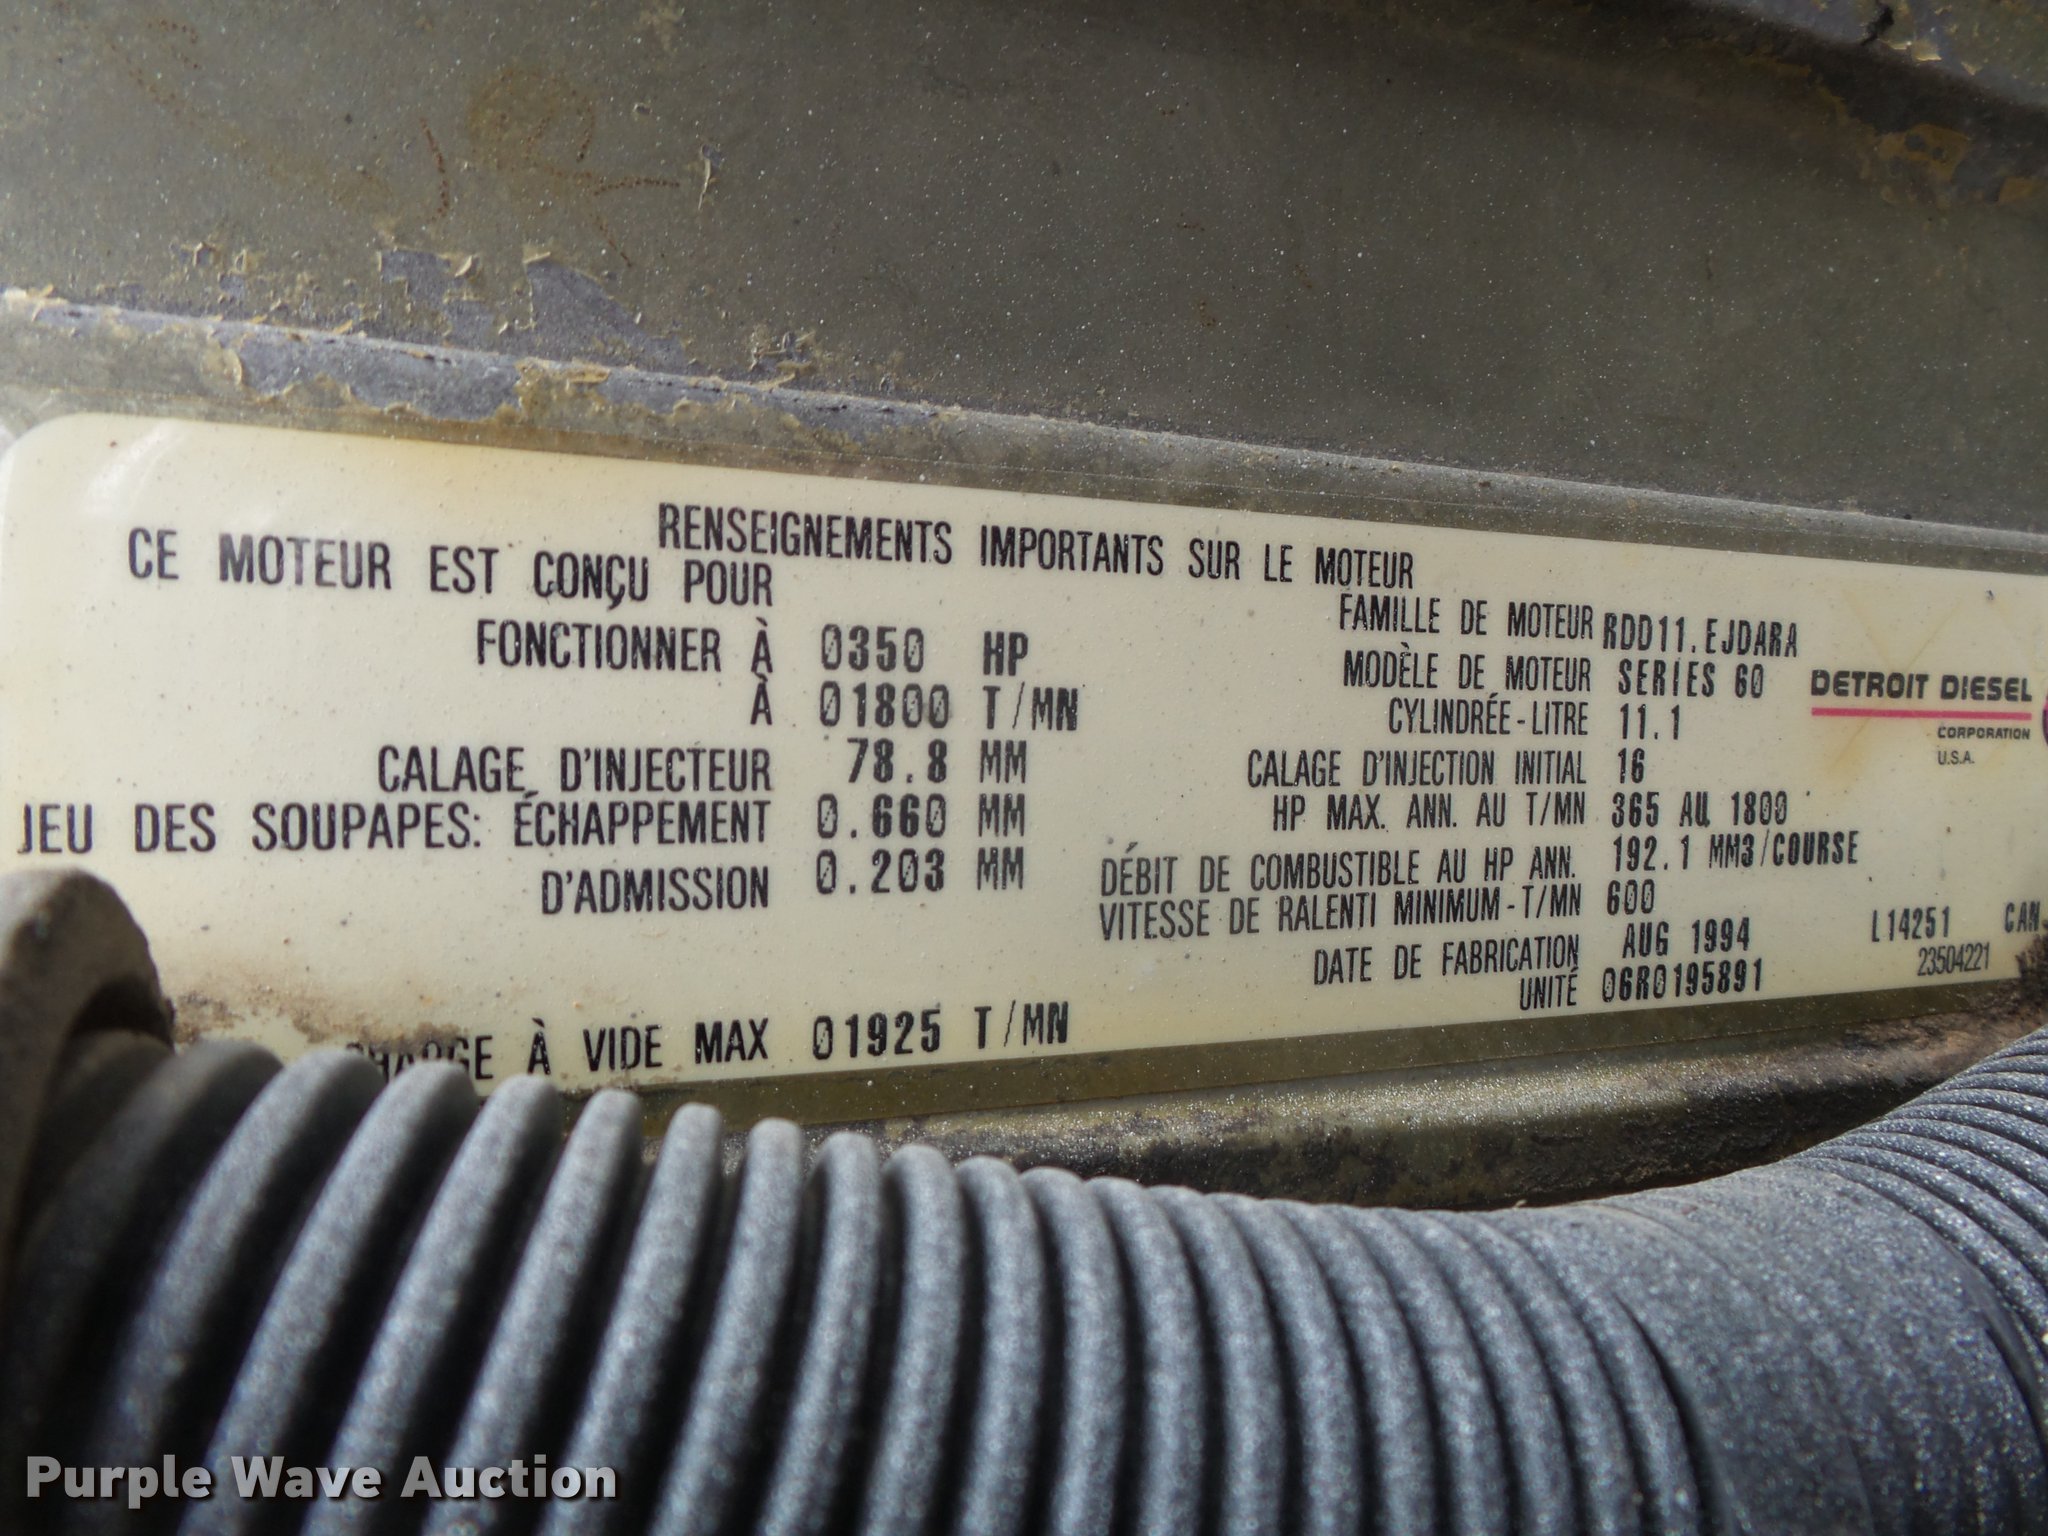 RENSEIGNEMENTS IMPORTANTS SUR LE MOTEUR
CE MOTEUR EST CONÇU POUR
FONCTIONNER À 0350 HP
À 01800 T/MN
CALAGE D'INJECTEUR 78.8 MM
JEU DES SOUPAPES: ÉCHAPPEMENT 0.660 MM
D'ADMISSION 0.203 MM
CHARGE À VIDE MAX 01925 T/MN
FAMILLE DE MOTEUR RDD11.EJDARA
MODÈLE DE MOTEUR SERIES 60
CYLINDRÉE-LITRE 11.1
CALAGE D'INJECTION INITIAL 16
HP MAX. ANN. AU T/MN 365 AU 1800
DÉBIT DE COMBUSTIBLE AU HP ANN. 192.1 MM3/COURSE
VITESSE DE RALENTI MINIMUM-T/MN 600
DATE DE FABRICATION AUG 1994
UNITÉ 06R0195891
DETROIT DIESEL
CORPORATION
U.S.A.
L14251 CAN.
23504221
Purple Wave Auction